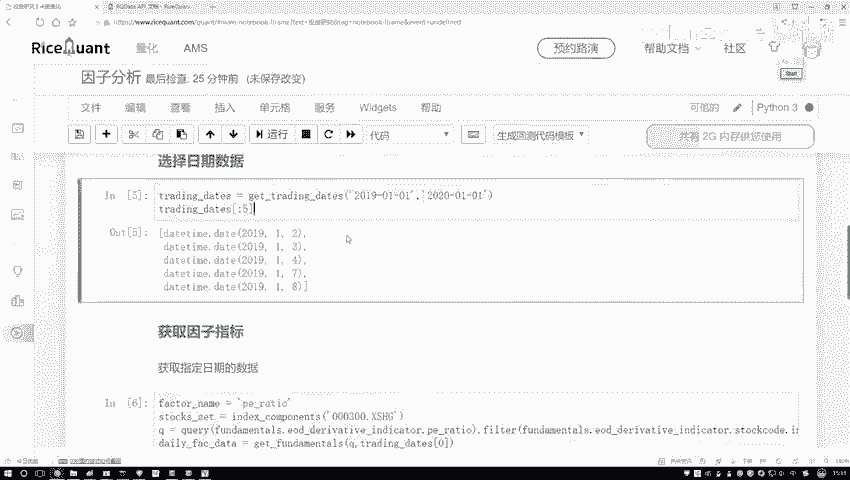 RQData API 文档 - RiceQuant
RiceQuant 量化 AMS 预约路演 帮助文档 社区
因子分析 最后检查: 25 分钟前 (未保存改变)
Start
文件 编辑 查看 插入 单元格 服务 Widgets 帮助 可信的 Python 3
运行 代码 生成回测代码模板 共有 2G 内存供您使用
选择日期数据
In [5]: trading_dates = get_trading_dates('2019-01-01','2020-01-01')
trading_dates[:5]
Out[5]: [datetime.date(2019, 1, 2),
datetime.date(2019, 1, 3),
datetime.date(2019, 1, 4),
datetime.date(2019, 1, 7),
datetime.date(2019, 1, 8)]
获取因子指标
获取指定日期的数据
In [6]: factor_name = 'pe_ratio'
stocks_set = index_components('000300.XSHG')
q = query(fundamentals.eod_derivative_indicator.pe_ratio).filter(fundamentals.eod_derivative_indicator.stockcode.in
daily_fac_data = get_fundamentals(q,trading_dates[0])